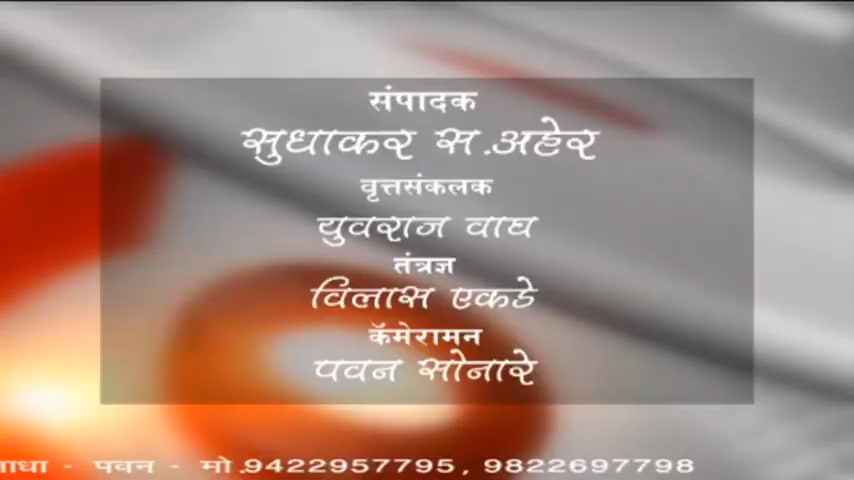 संपादक
सुधाकर स.अहेर
वृत्तसंकलक
युवराज वाघ
तंत्रज्ञ
विलास एकडे
कॅमेरामन
पवन सोनारे
- पवन - मो.9422957795, 9822697798